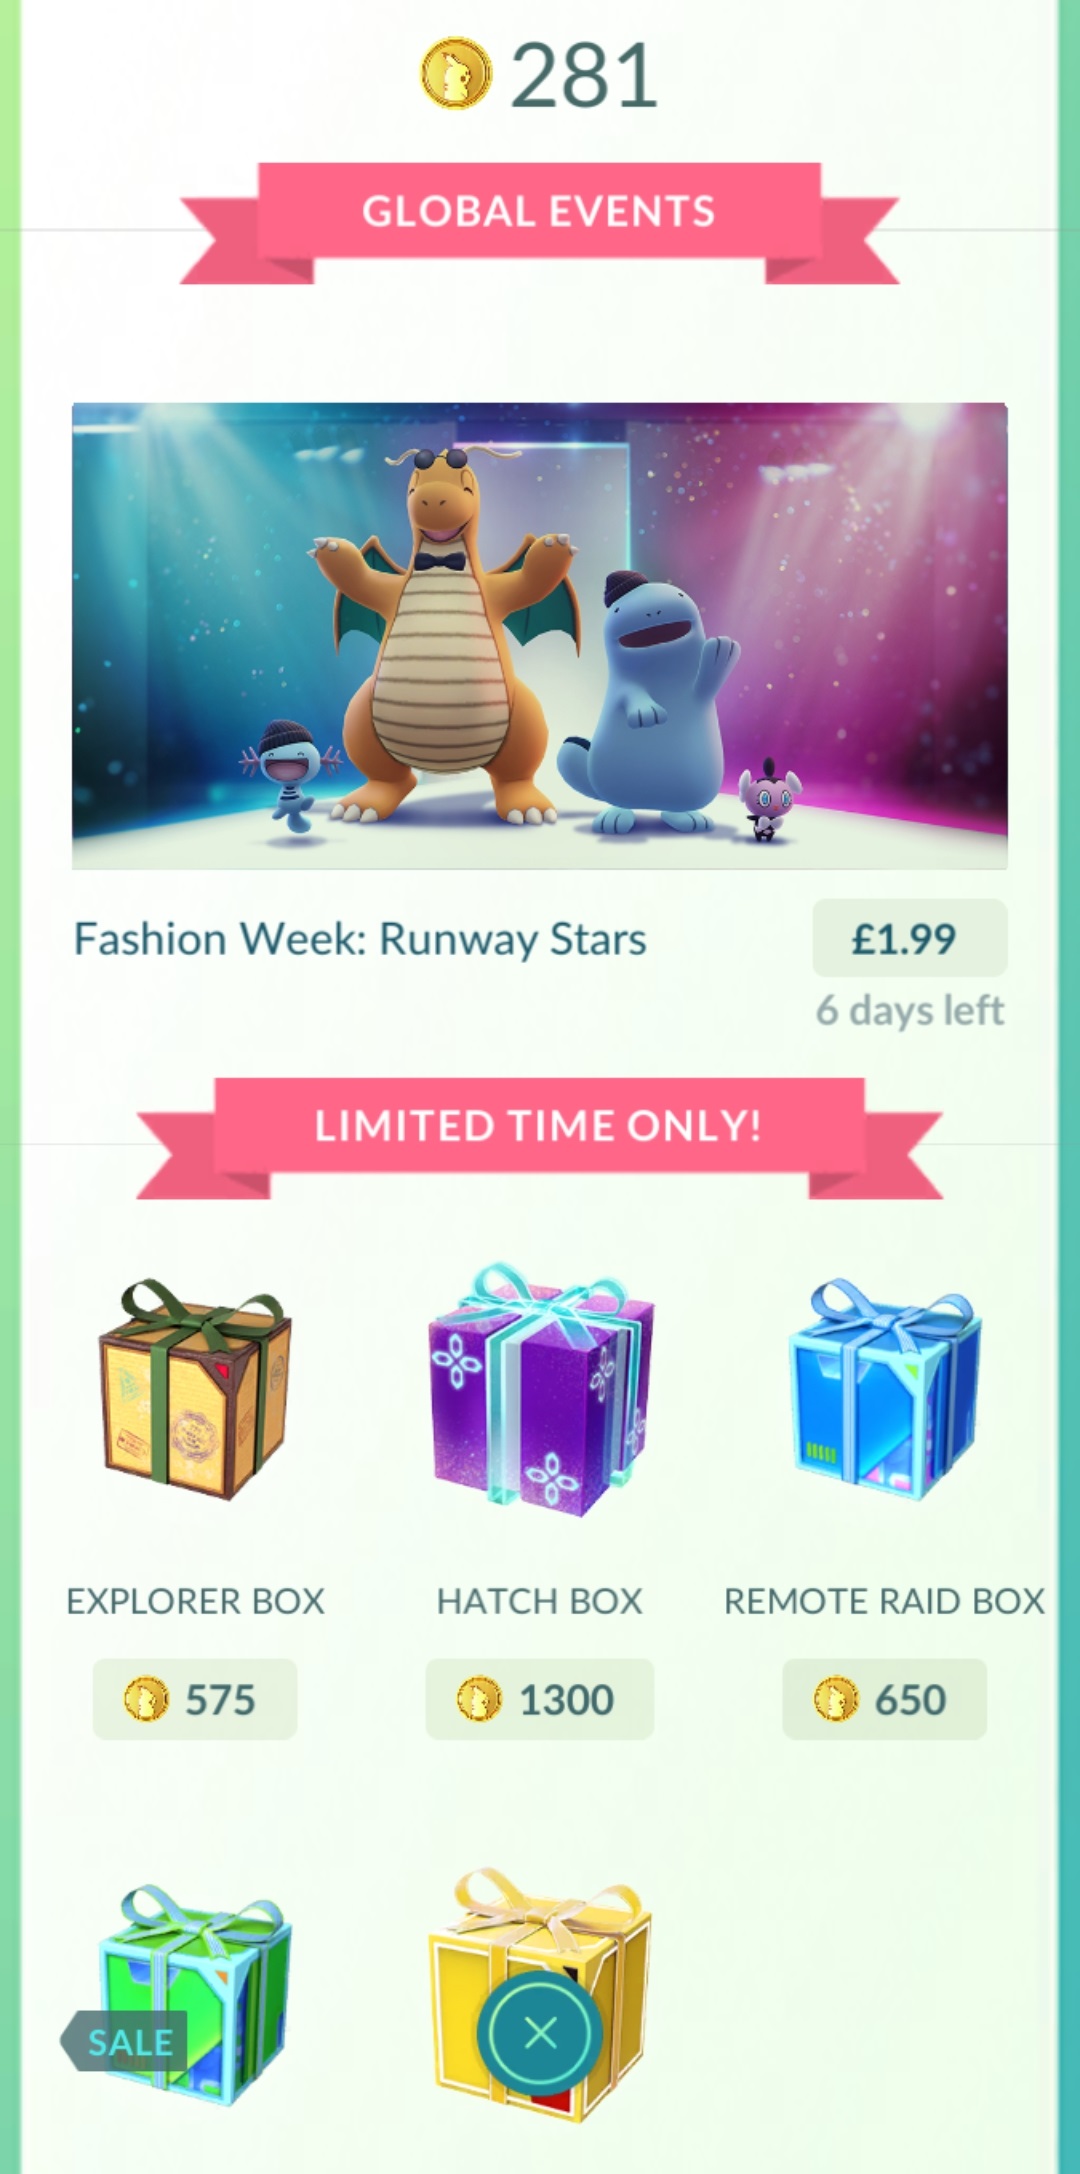 281
GLOBAL EVENTS
Fashion Week: Runway Stars
£1.99
6 days left
LIMITED TIME ONLY!
EXPLORER BOX
HATCH BOX
REMOTE RAID BOX
575
1300
650
SALE